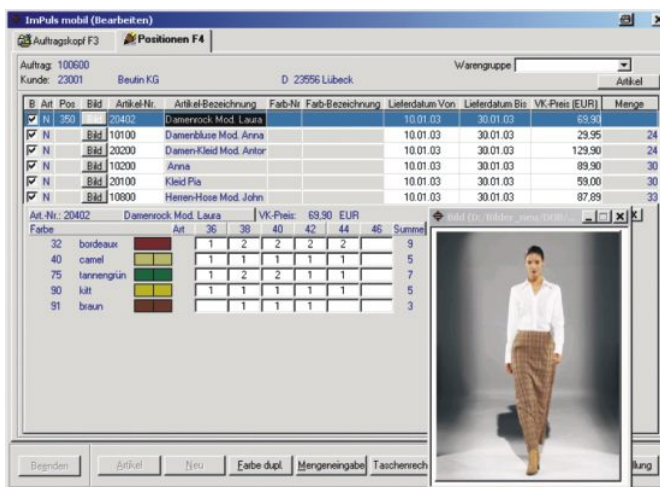 ImPuls mobil (Bearbeiten)
Auftragskopf F3 Positionen F4
Auftrag: 100600 Warengruppe
Kunde: 23001 Beutin KG D 23556 Lübeck Artikel
B Art Pos Bild Artikel-Nr. Artikel-Bezeichnung Farb-Nr Farb-Bezeichnung Lieferdatum Von Lieferdatum Bis VK-Preis (EUR) Menge
N 350 Bild 20402 Damenrock Mod. Laura 10.01.03 30.01.03 69,90
N Bild 10100 Damenbluse Mod. Anna 10.01.03 30.01.03 29,95 24
N Bild 20200 Damen-Kleid Mod. Antor 10.01.03 30.01.03 129,90 24
N Bild 10200 Anna 10.01.03 30.01.03 89,90 30
N Bild 20100 Kleid Pia 10.01.03 30.01.03 59,00 30
N Bild 10800 Herren-Hose Mod. John 10.01.03 30.01.03 87,89 33
Art.-Nr.: 20402 Damenrock Mod. Laura VK-Preis: 69,90 EUR
Farbe Art 36 38 40 42 44 46 Summe
32 bordeaux 1 2 2 2 2 9
40 camel 1 1 1 1 1 5
75 tannengrün 1 2 2 1 1 7
90 kitt 1 1 1 1 1 5
91 braun 1 1 1 3
Beenden Artikel Neu Farbe dupl. Mengeneingabe Taschenrech